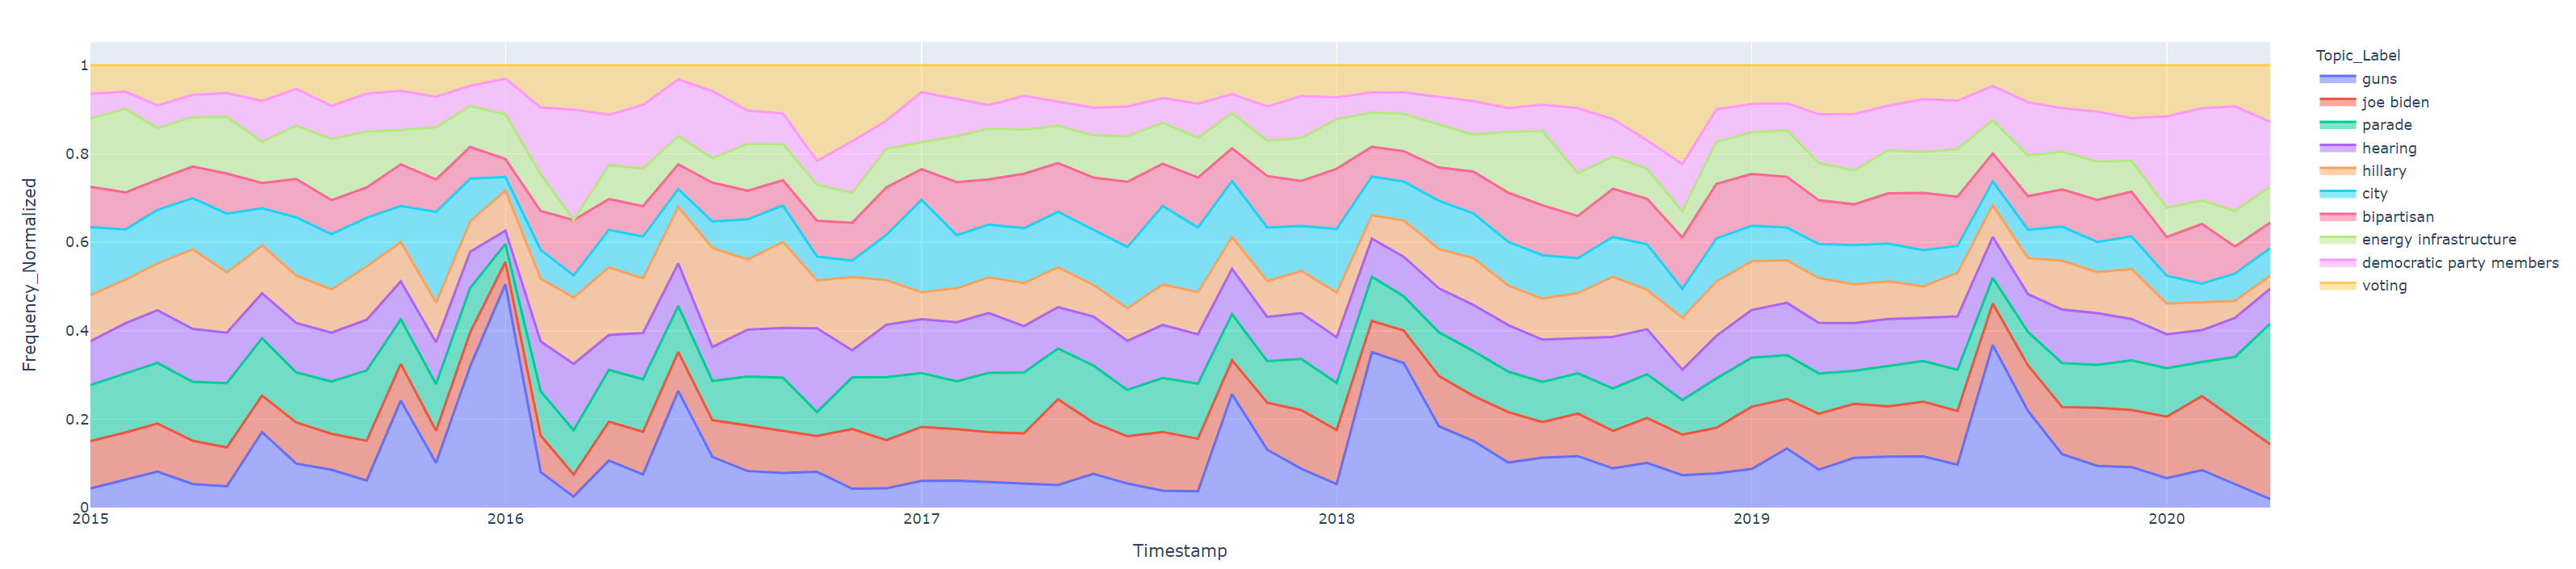 Topic_Label
guns
joe biden
parade
hearing
hillary
city
bipartisan
energy infrastructure
democratic party members
voting
Frequency_Normalized
1
0.8
0.6
0.4
0.2
0
2015 2016 2017 2018 2019 2020
Timestamp